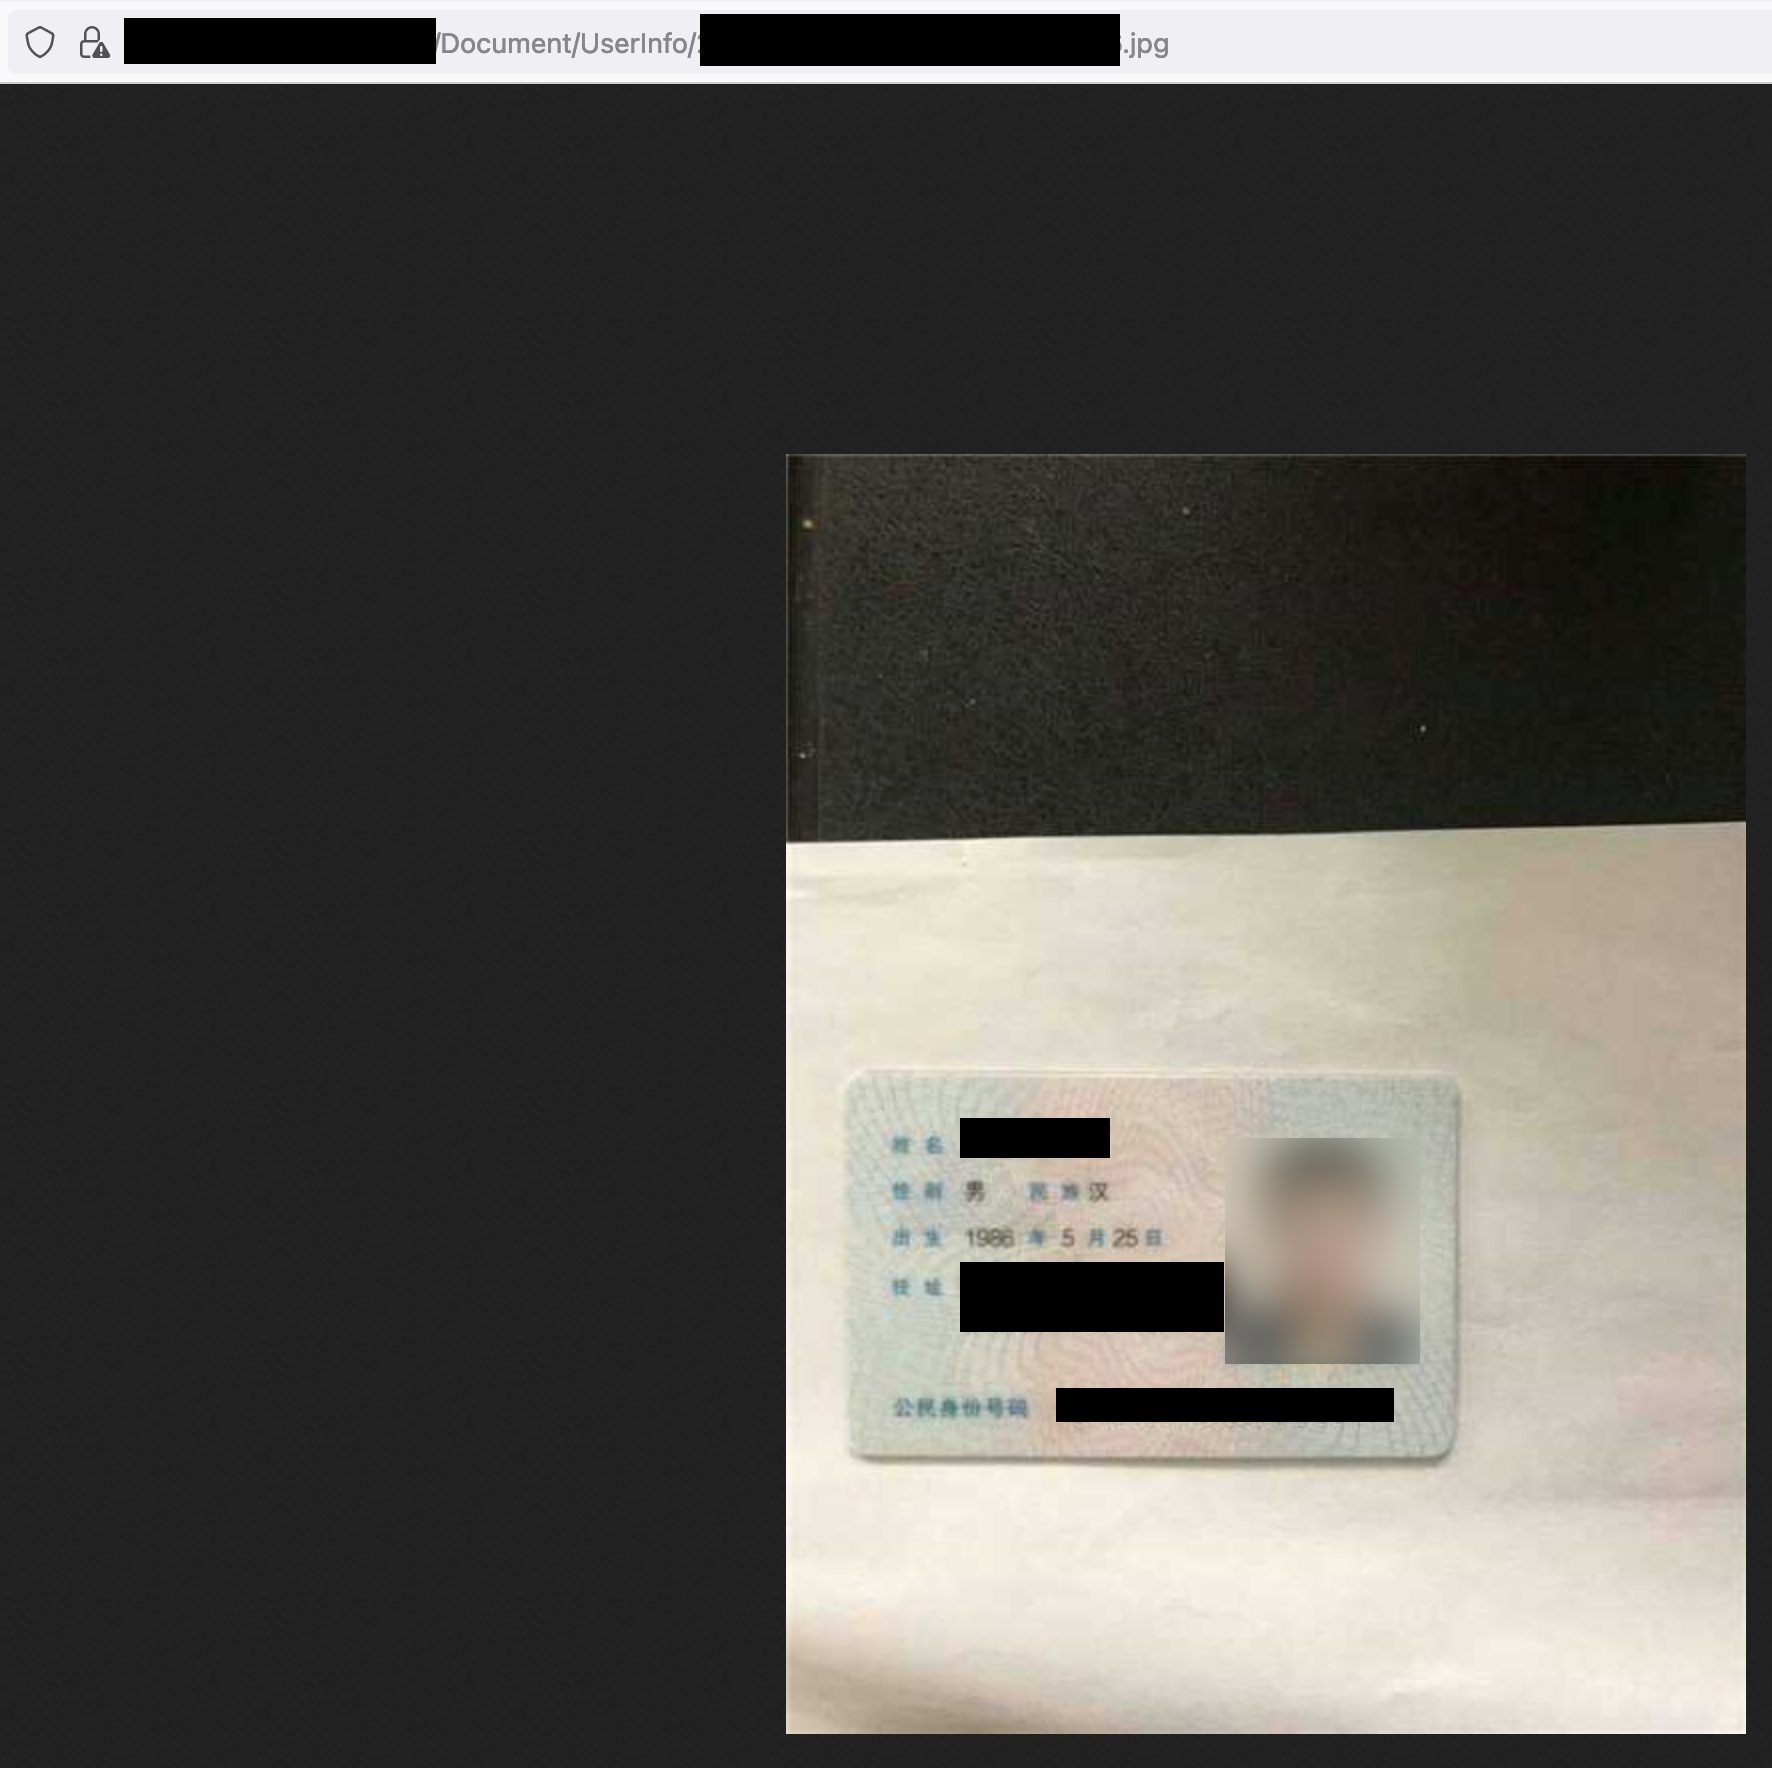 /Document/UserInfo/
.jpg
姓名
性别 男 民族 汉
出生 1986 年 5 月 25 日
住址
公民身份号码